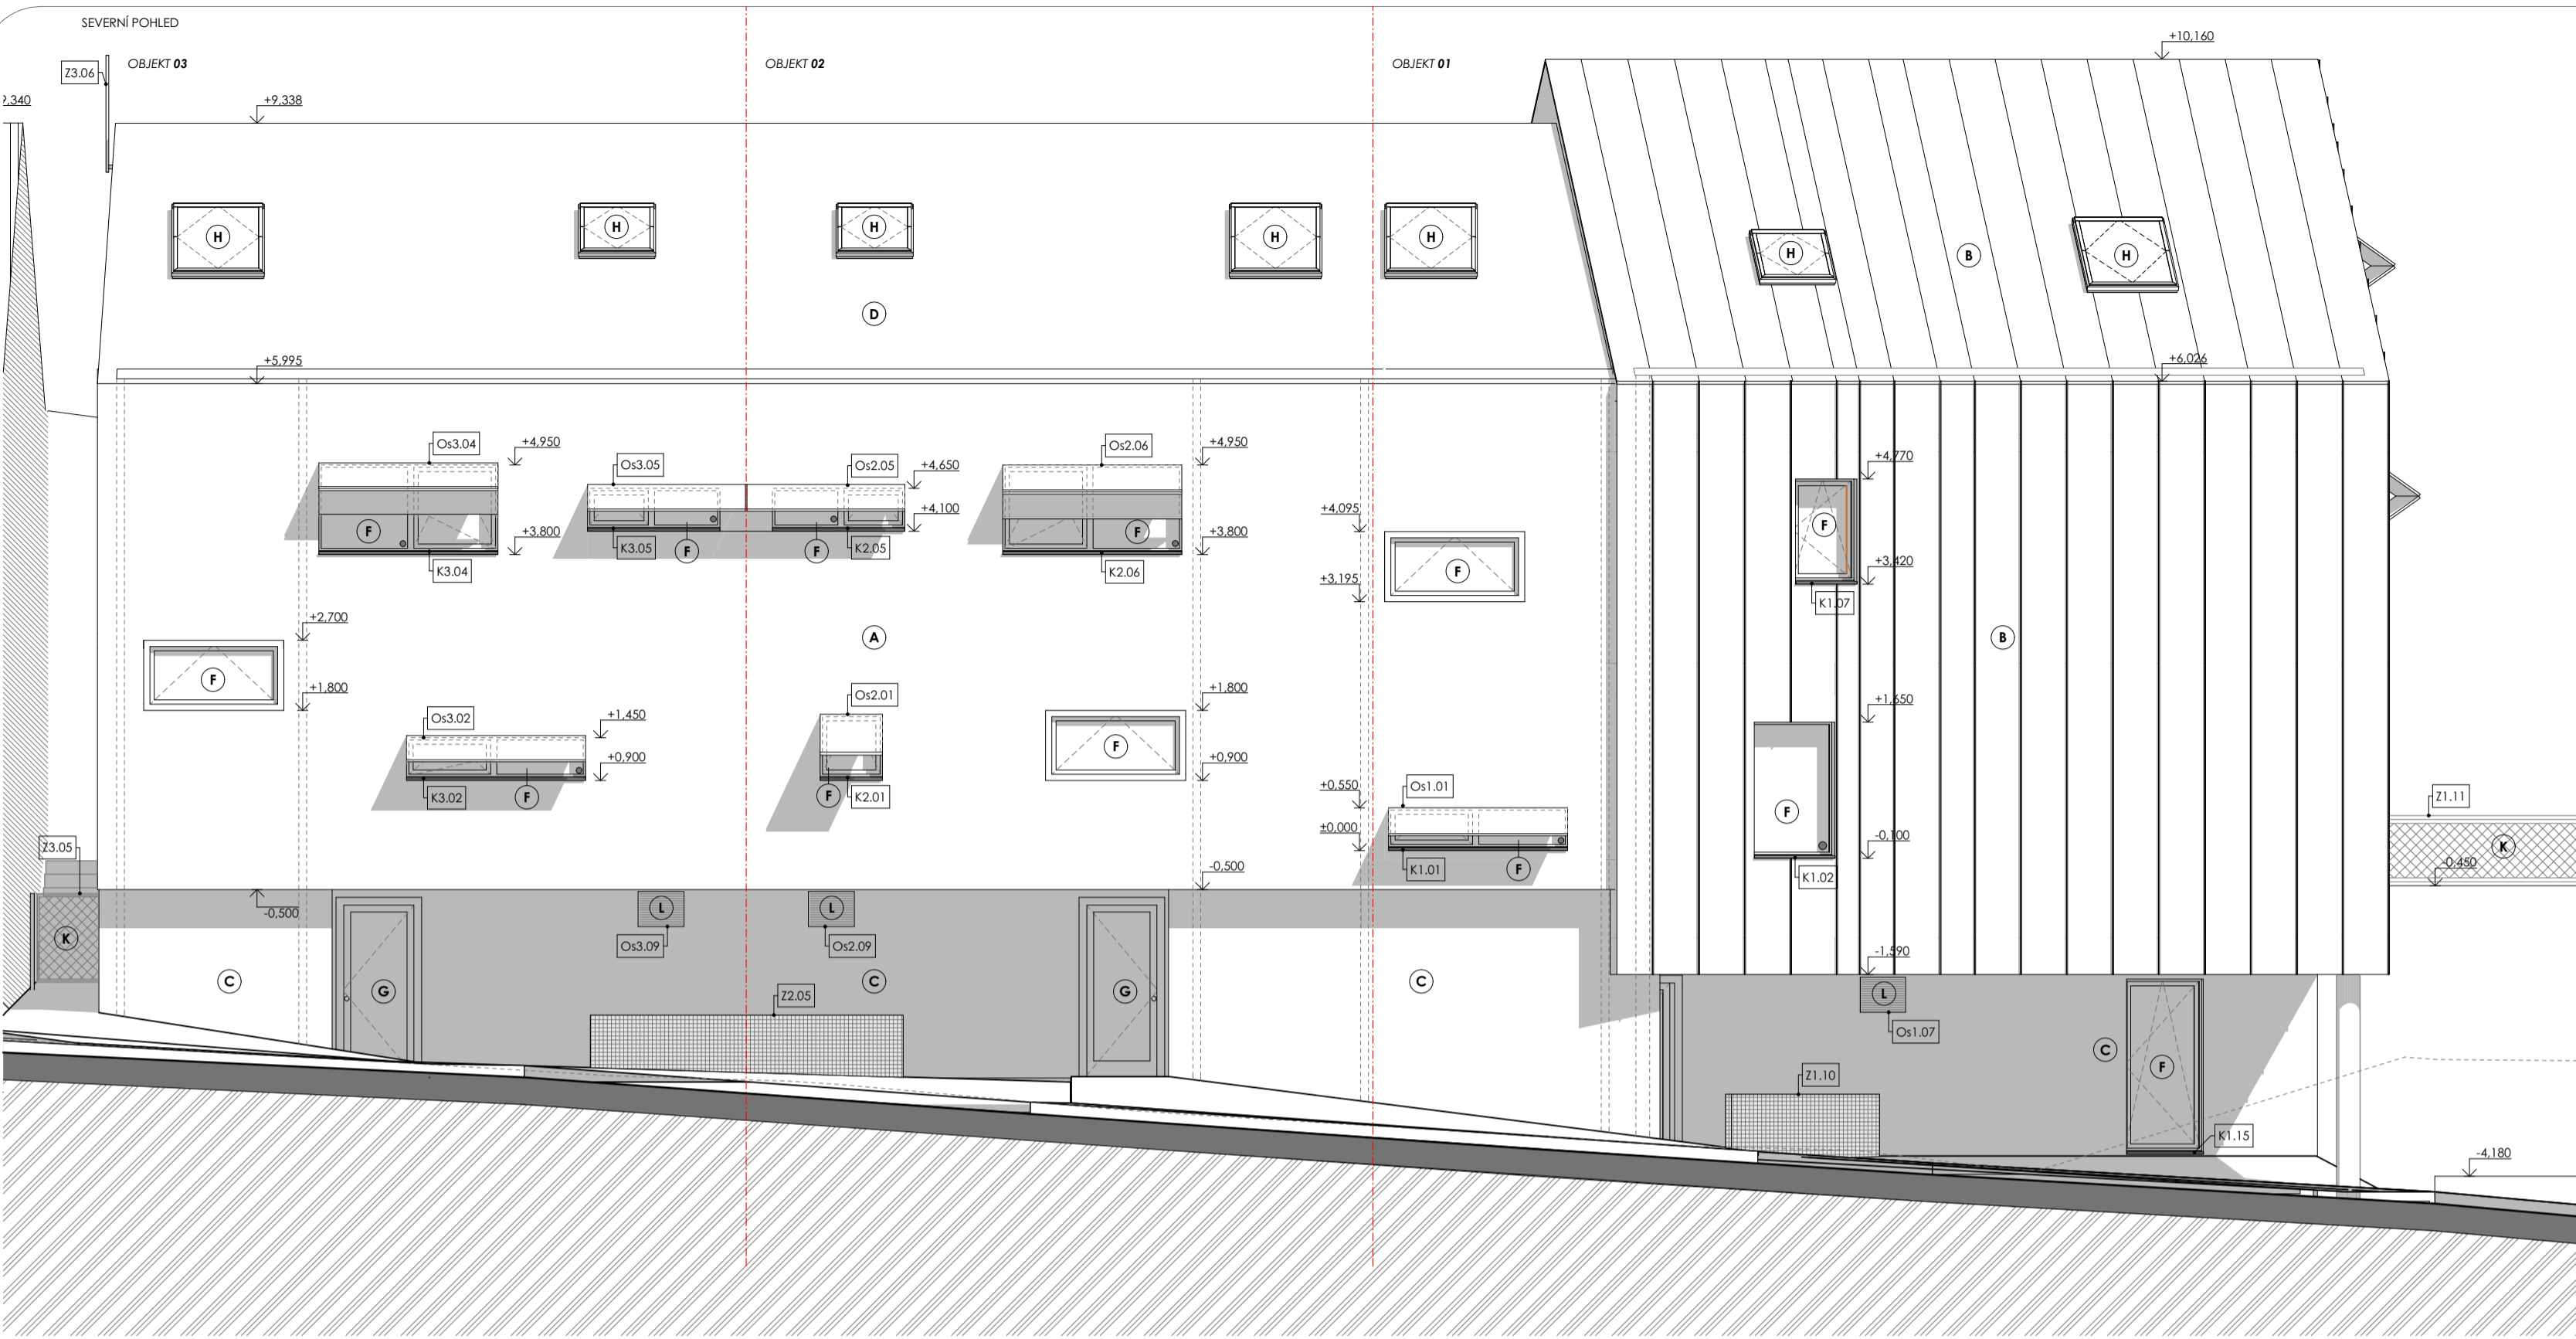 SEVERNÍ POHLED
+10,160
OBJEKT 03
OBJEKT 02
OBJEKT 01
Z3.06
+9,338
H
H
H
H
H
H
B
H
D
+5,995
+6,026
Os3.04
+4,950
Os2.06
+4,950
Os3.05
Os2.05
+4,650
+4,770
+4,100
+4,095
F
+3,800
F
+3,800
F
K3.05
F
F
K2.05
K3.04
K2.06
F
+3,420
+3,195
K1.07
+2,700
A
B
F
+1,800
Os2.01
+1,800
+1,650
Os3.02
+1,450
F
+0,900
+0,900
+0,550
Os1.01
Z1.11
K3.02
F
F
K2.01
F
±0,000
-0,100
Z3.05
K
-0,450
-0,500
K1.01
F
K1.02
-0,500
L
L
K
Os3.09
Os2.09
-1,590
C
G
C
G
C
L
Z2.05
Os1.07
C
F
Z1.10
K1.15
-4,180